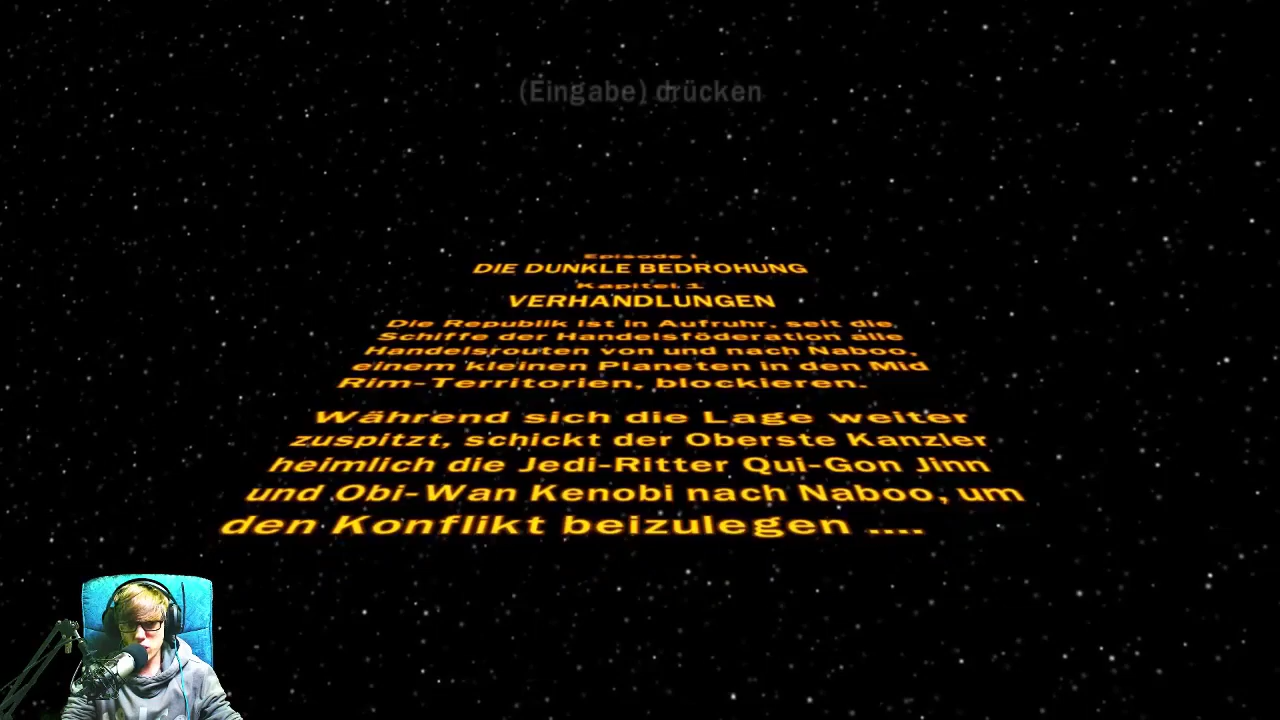 (Eingabe) drücken
Episode I
DIE DUNKLE BEDROHUNG
Kapitel 1
VERHANDLUNGEN
Die Republik ist in Aufruhr, seit die
Schiffe der Handelsföderation alle
Handelsrouten von und nach Naboo,
einem kleinen Planeten in den Mid
Rim-Territorien, blockieren.
Während sich die Lage weiter
zuspitzt, schickt der Oberste Kanzler
heimlich die Jedi-Ritter Qui-Gon Jinn
und Obi-Wan Kenobi nach Naboo, um
den Konflikt beizulegen ....